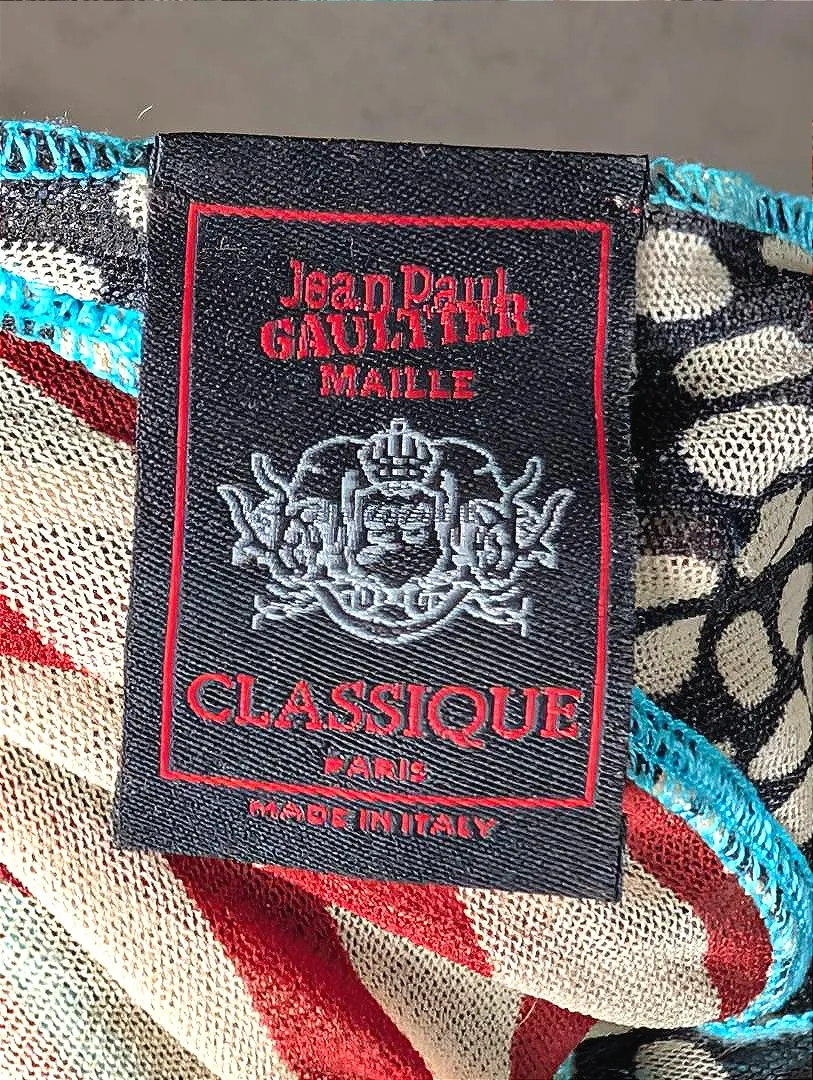 Jean Paul
GAULTIER
MAILLE
CLASSIQUE
PARIS
MADE IN ITALY